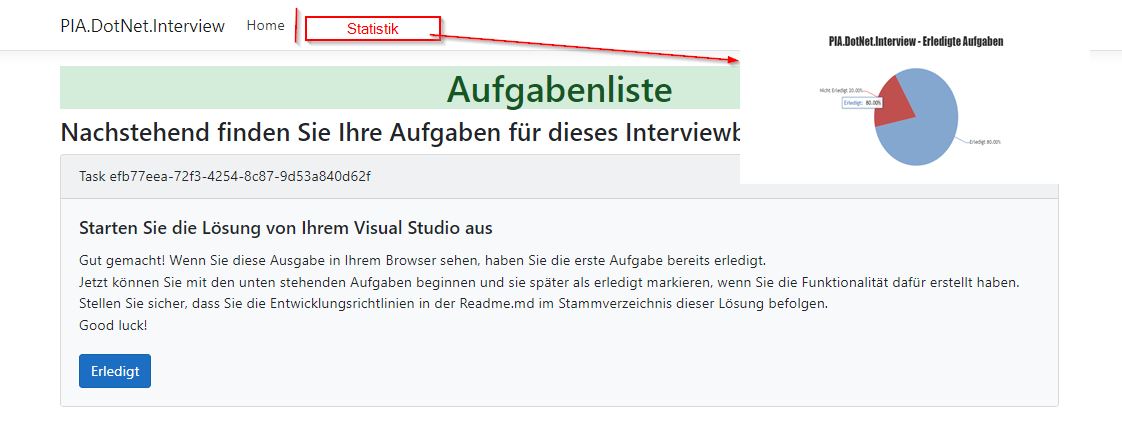 PIA.DotNet.Interview Home Statistik
PIA.DotNet.Interview - Erledigte Aufgaben
Nicht Erledigt 20.00%
Erledigt: 80.00%
Erledigt 80.00%
Aufgabenliste
Nachstehend finden Sie Ihre Aufgaben für dieses Interviewb
Task efb77eea-72f3-4254-8c87-9d53a840d62f
Starten Sie die Lösung von Ihrem Visual Studio aus
Gut gemacht! Wenn Sie diese Ausgabe in Ihrem Browser sehen, haben Sie die erste Aufgabe bereits erledigt.
Jetzt können Sie mit den unten stehenden Aufgaben beginnen und sie später als erledigt markieren, wenn Sie die Funktionalität dafür erstellt haben.
Stellen Sie sicher, dass Sie die Entwicklungsrichtlinien in der Readme.md im Stammverzeichnis dieser Lösung befolgen.
Good luck!
Erledigt